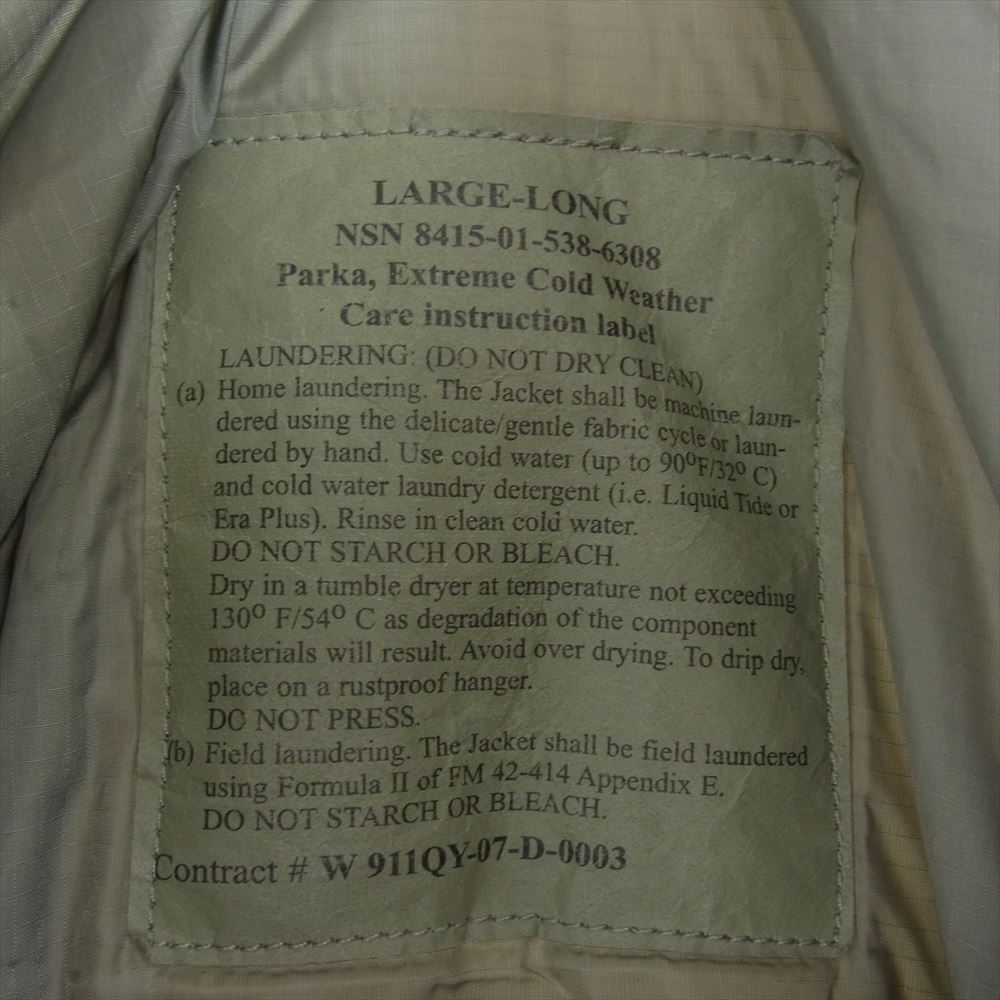 LARGE-LONG
NSN 8415-01-538-6308
Parka, Extreme Cold Weather
Care instruction label
LAUNDERING: (DO NOT DRY CLEAN)
(a) Home laundering. The Jacket shall be machine laun-
dered using the delicate/gentle fabric cycle or laun-
dered by hand. Use cold water (up to 90ºF/32º C)
and cold water laundry detergent (i.e. Liquid Tide or
Era Plus). Rinse in clean cold water.
DO NOT STARCH OR BLEACH.
Dry in a tumble dryer at temperature not exceeding
130º F/54º C as degradation of the component
materials will result. Avoid over drying. To drip dry,
place on a rustproof hanger.
DO NOT PRESS.
(b) Field laundering. The Jacket shall be field laundered
using Formula II of FM 42-414 Appendix E.
DO NOT STARCH OR BLEACH.
Contract # W 911QY-07-D-0003